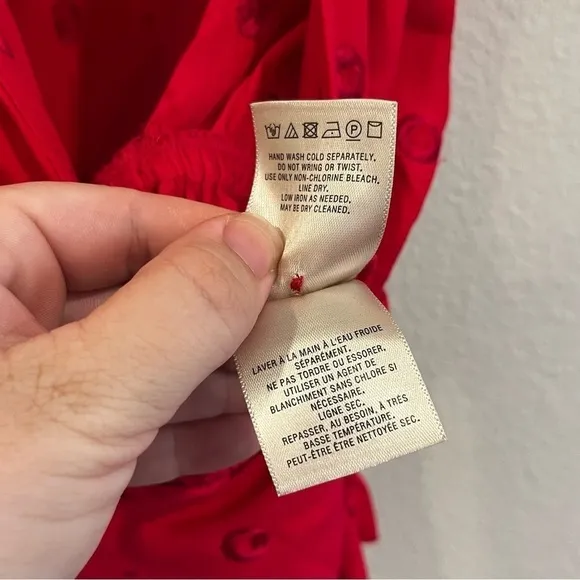 HAND WASH COLD SEPARATELY.
DO NOT WRING OR TWIST.
USE ONLY NON-CHLORINE BLEACH.
LINE DRY.
LOW IRON AS NEEDED.
MAY BE DRY CLEANED.
LAVER À LA MAIN À L'EAU FROIDE
SÉPARÉMENT.
NE PAS TORDRE OU ESSORER.
UTILISER UN AGENT DE
BLANCHIMENT SANS CHLORE SI
NÉCESSAIRE.
LIGNE SEC.
REPASSER, AU BESOIN, À TRÉS
BASSE TEMPÉRATURE.
PEUT-ÊTRE ÊTRE NETTOYÉE SEC.